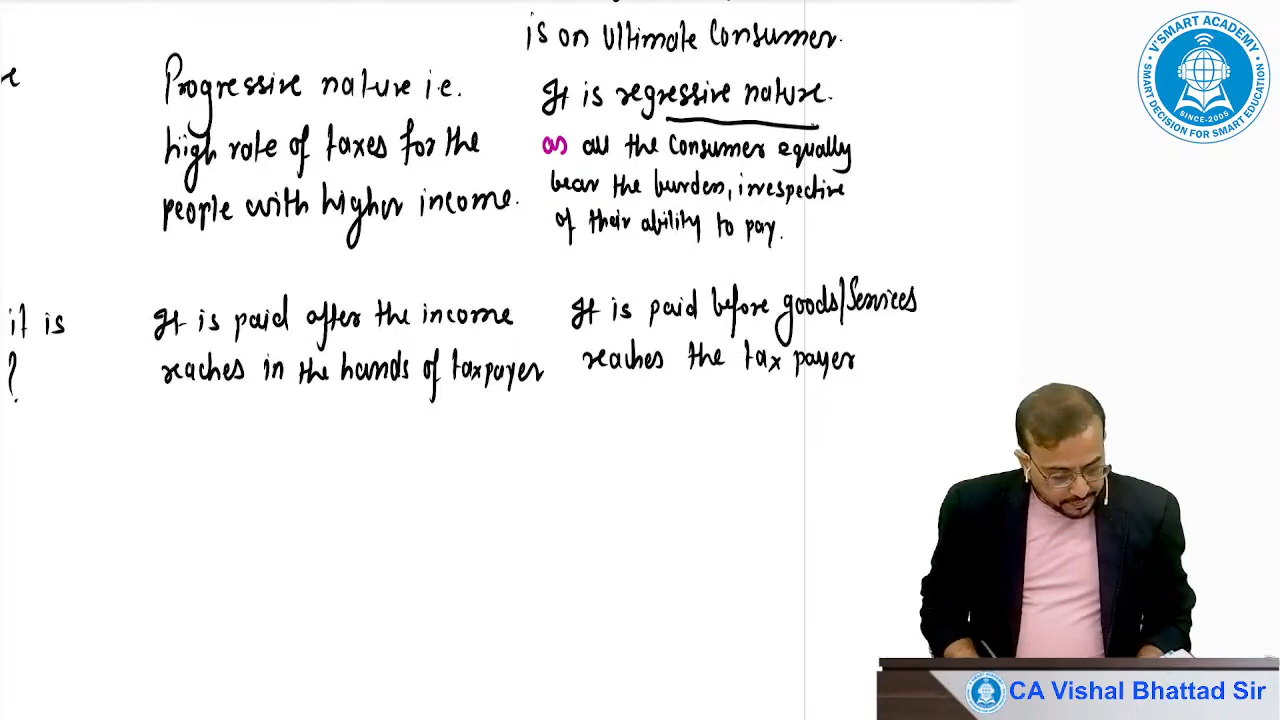 is on Ultimate Consumer.
e
Progressive nature i.e.
high rate of taxes for the
people with higher income.
It is regressive nature.
as all the Consumer equally
bear the burden, irrespective
of their ability to pay.
it is
?
It is paid after the income
reaches in the hands of taxpayer
It is paid before goods/Services
reaches the tax payer
V'SMART ACADEMY
SINCE-2005
SMART DECISION FOR SMART EDUCATION
CA Vishal Bhattad Sir